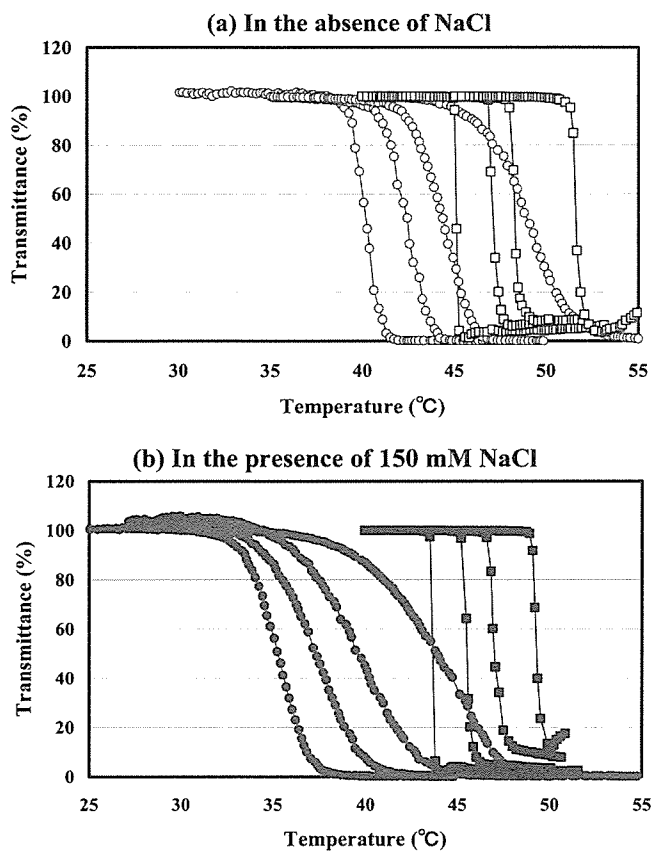 (a) In the absence of NaCl
120
100
80
60
40
20
0
Transmittance (%)
25 30 35 40 45 50 55
Temperature (℃)
(b) In the presence of 150 mM NaCl
120
100
80
60
40
20
0
Transmittance (%)
25 30 35 40 45 50 55
Temperature (℃)